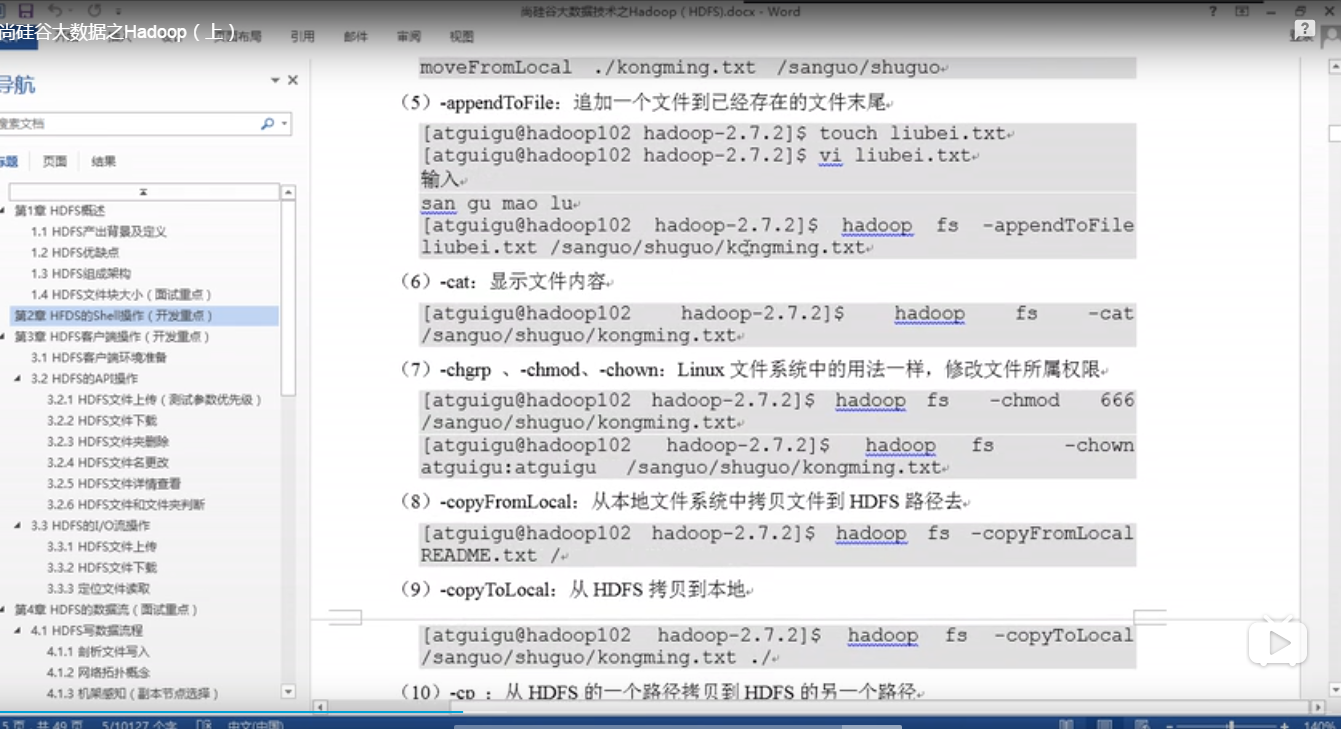 尚硅谷大数据技术之Hadoop（HDFS).docx - Word
尚硅谷大数据之Hadoop（上）
布局
引用
邮件
审阅
视图
导航
搜索文档
标题
页面
结果
第1章 HDFS概述
1.1 HDFS产出背景及定义
1.2 HDFS优缺点
1.3 HDFS组成架构
1.4 HDFS文件块大小（面试重点）
第2章 HFDS的Shell操作（开发重点）
第3章 HDFS客户端操作（开发重点）
3.1 HDFS客户端环境准备
3.2 HDFS的API操作
3.2.1 HDFS文件上传（测试参数优先级）
3.2.2 HDFS文件下载
3.2.3 HDFS文件夹删除
3.2.4 HDFS文件名更改
3.2.5 HDFS文件详情查看
3.2.6 HDFS文件和文件夹判断
3.3 HDFS的I/O流操作
3.3.1 HDFS文件上传
3.3.2 HDFS文件下载
3.3.3 定位文件读取
第4章 HDFS的数据流（面试重点）
4.1 HDFS写数据流程
4.1.1 剖析文件写入
4.1.2 网络拓扑概念
4.1.3 机架感知（副本节点选择）
moveFromLocal ./kongming.txt /sanguo/shuguo
（5）-appendToFile：追加一个文件到已经存在的文件末尾
[atguigu@hadoop102 hadoop-2.7.2]$ touch liubei.txt
[atguigu@hadoop102 hadoop-2.7.2]$ vi liubei.txt
输入
san gu mao lu
[atguigu@hadoop102 hadoop-2.7.2]$ hadoop fs -appendToFile
liubei.txt /sanguo/shuguo/kongming.txt
（6）-cat：显示文件内容
[atguigu@hadoop102 hadoop-2.7.2]$ hadoop fs -cat
/sanguo/shuguo/kongming.txt
（7）-chgrp 、-chmod、-chown：Linux 文件系统中的用法一样，修改文件所属权限
[atguigu@hadoop102 hadoop-2.7.2]$ hadoop fs -chmod 666
/sanguo/shuguo/kongming.txt
[atguigu@hadoop102 hadoop-2.7.2]$ hadoop fs -chown
atguigu:atguigu /sanguo/shuguo/kongming.txt
（8）-copyFromLocal：从本地文件系统中拷贝文件到 HDFS 路径去
[atguigu@hadoop102 hadoop-2.7.2]$ hadoop fs -copyFromLocal
README.txt /
（9）-copyToLocal：从 HDFS 拷贝到本地
[atguigu@hadoop102 hadoop-2.7.2]$ hadoop fs -copyToLocal
/sanguo/shuguo/kongming.txt ./
（10）-cp ：从 HDFS 的一个路径拷贝到 HDFS 的另一个路径
5页，共 49 页
5/10127 个字
中文(中国)
140%